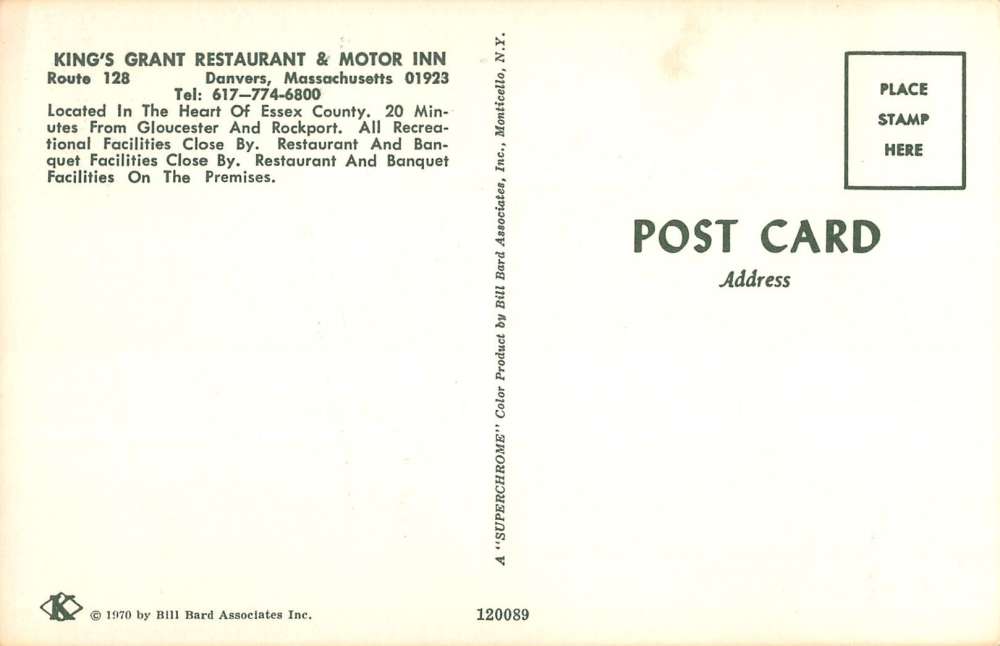 KING'S GRANT RESTAURANT & MOTOR INN
Route 128 Danvers, Massachusetts 01923
Tel: 617–774-6800
Located In The Heart Of Essex County. 20 Min-
utes From Gloucester And Rockport. All Recrea-
tional Facilities Close By. Restaurant And Ban-
quet Facilities Close By. Restaurant And Banquet
Facilities On The Premises.
K © 1970 by Bill Bard Associates Inc.
A "SUPERCHROME" Color Product by Bill Bard Associates, Inc., Monticello, N.Y.
120089
PLACE
STAMP
HERE
POST CARD
Address